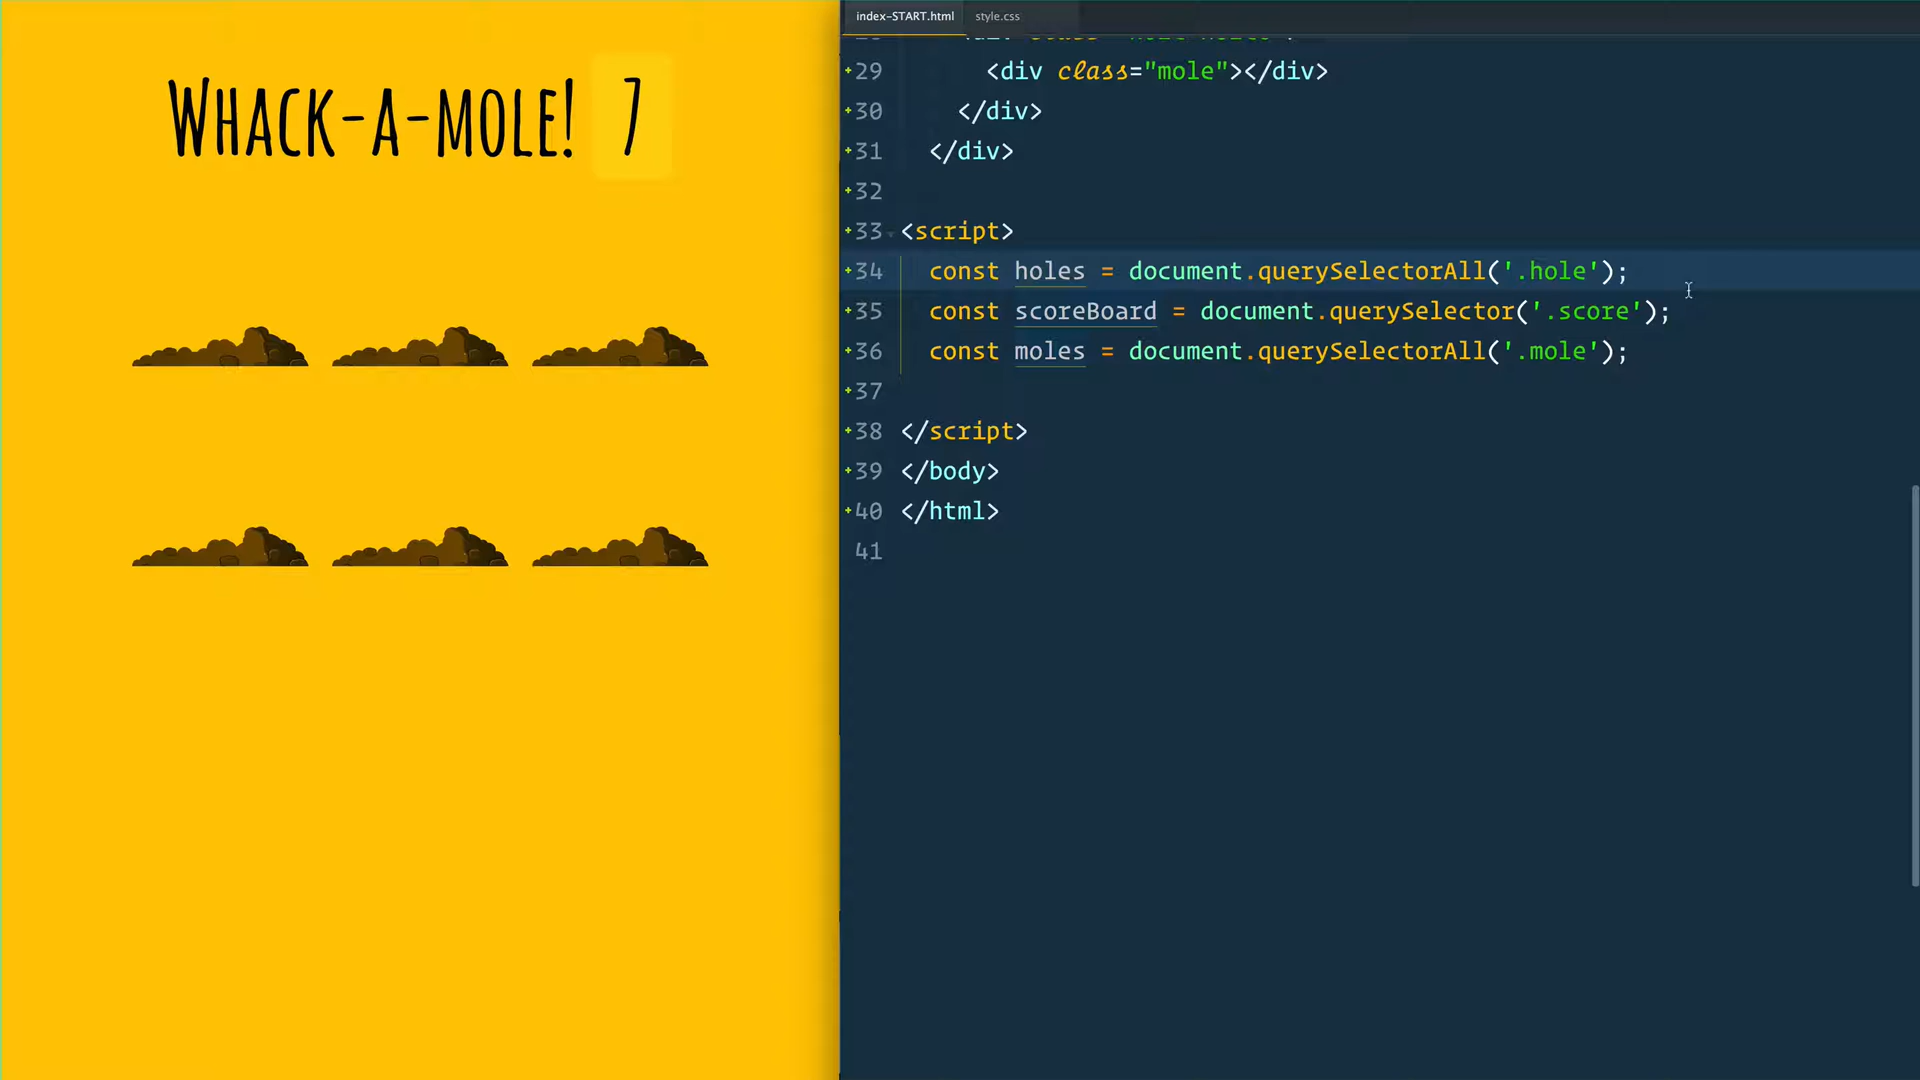 Whack-a-mole! 7
index-START.html style.css
29 <div class="mole"></div>
30 </div>
31 </div>
32
33 <script>
34 const holes = document.querySelectorAll('.hole');
35 const scoreBoard = document.querySelector('.score');
36 const moles = document.querySelectorAll('.mole');
37
38 </script>
39 </body>
40 </html>
41